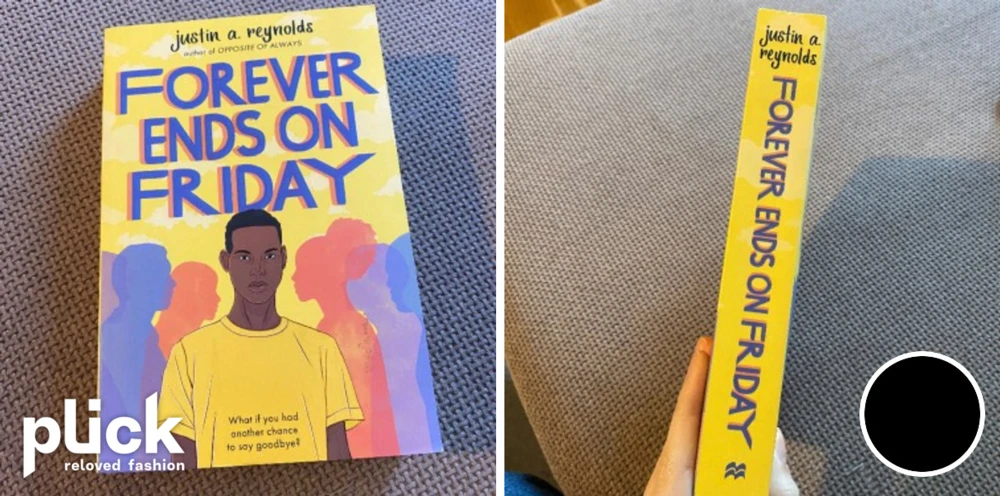 justin a. reynolds
author of OPPOSITE OF ALWAYS
FOREVER
ENDS ON
FRIDAY
What if you had
another chance
to say goodbye?
plick
reloved fashion
justin a.
reynolds
FOREVER ENDS ON FRIDAY